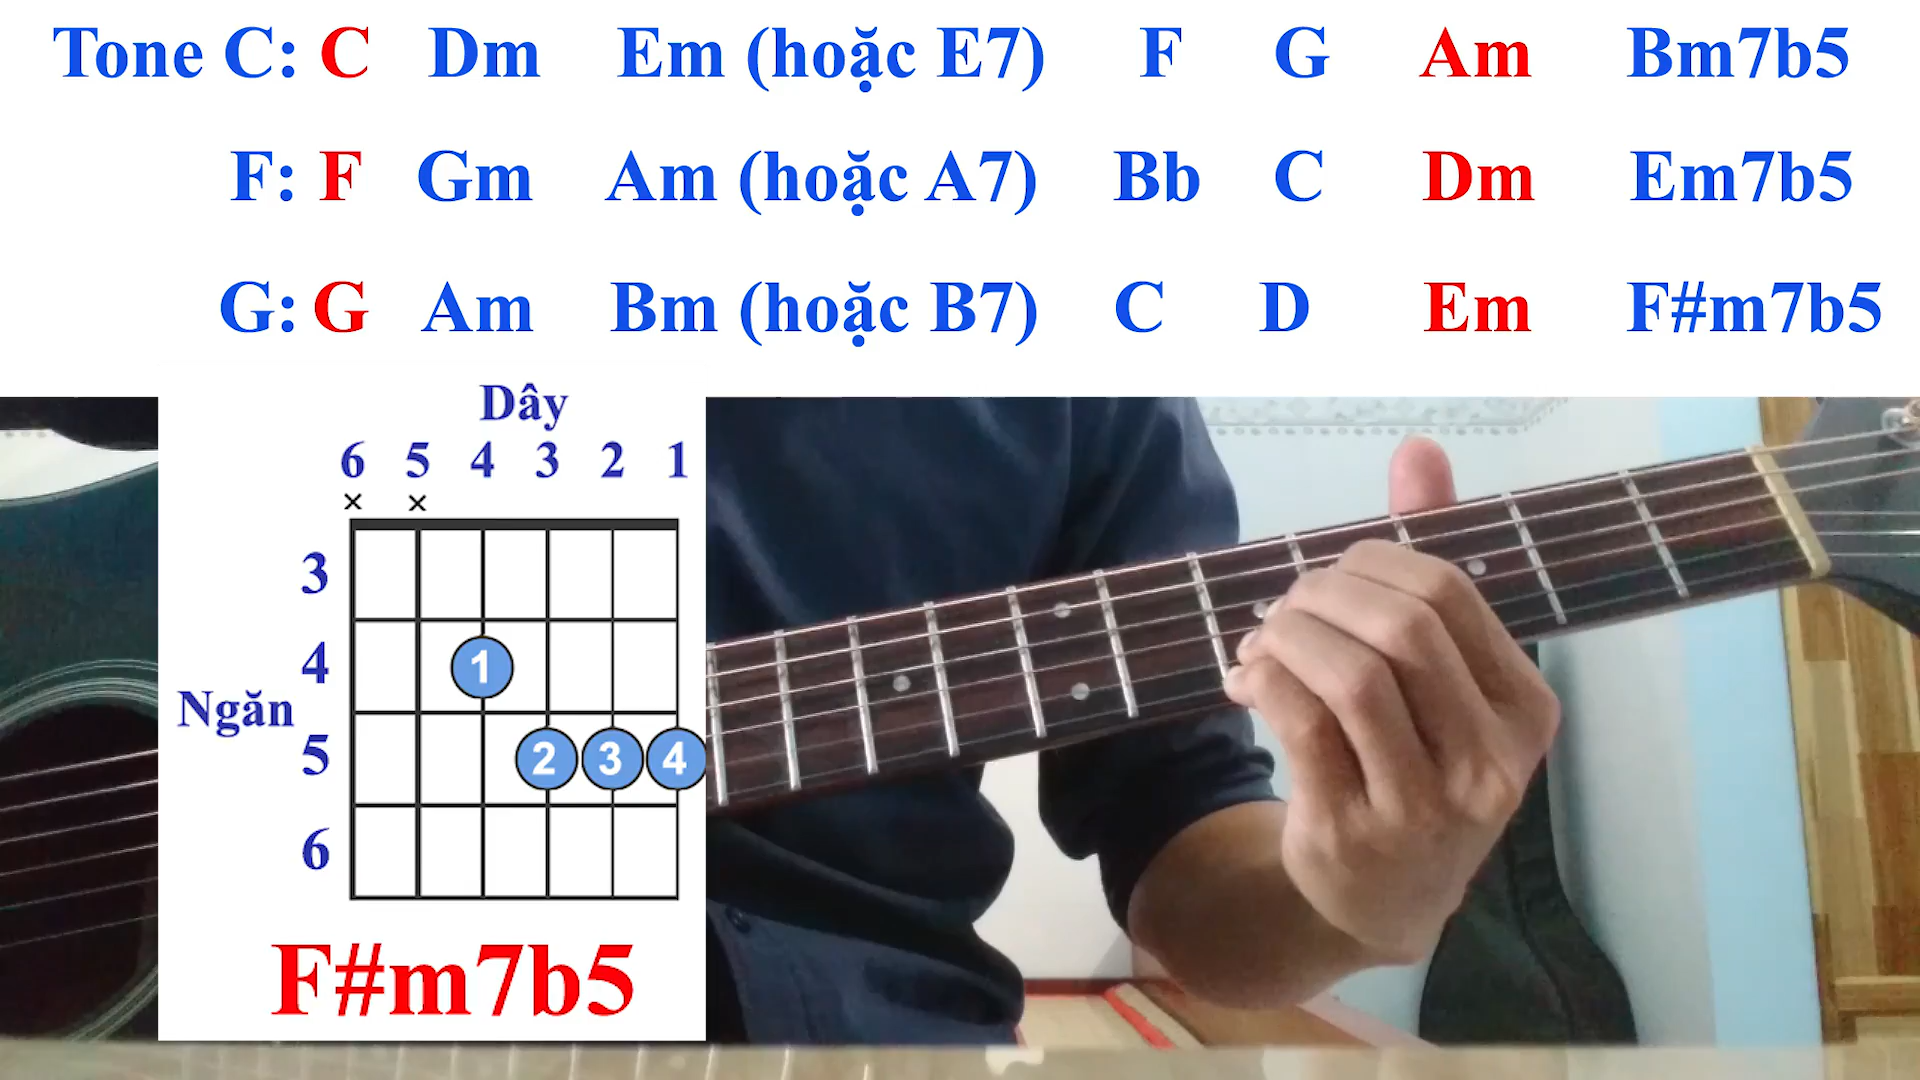 Tone C: C Dm Em (hoặc E7) F G Am Bm7b5
F: F Gm Am (hoặc A7) Bb C Dm Em7b5
G: G Am Bm (hoặc B7) C D Em F#m7b5
Dây
6 5 4 3 2 1
× ×
3
4 1
Ngăn
5 2 3 4
6
F#m7b5